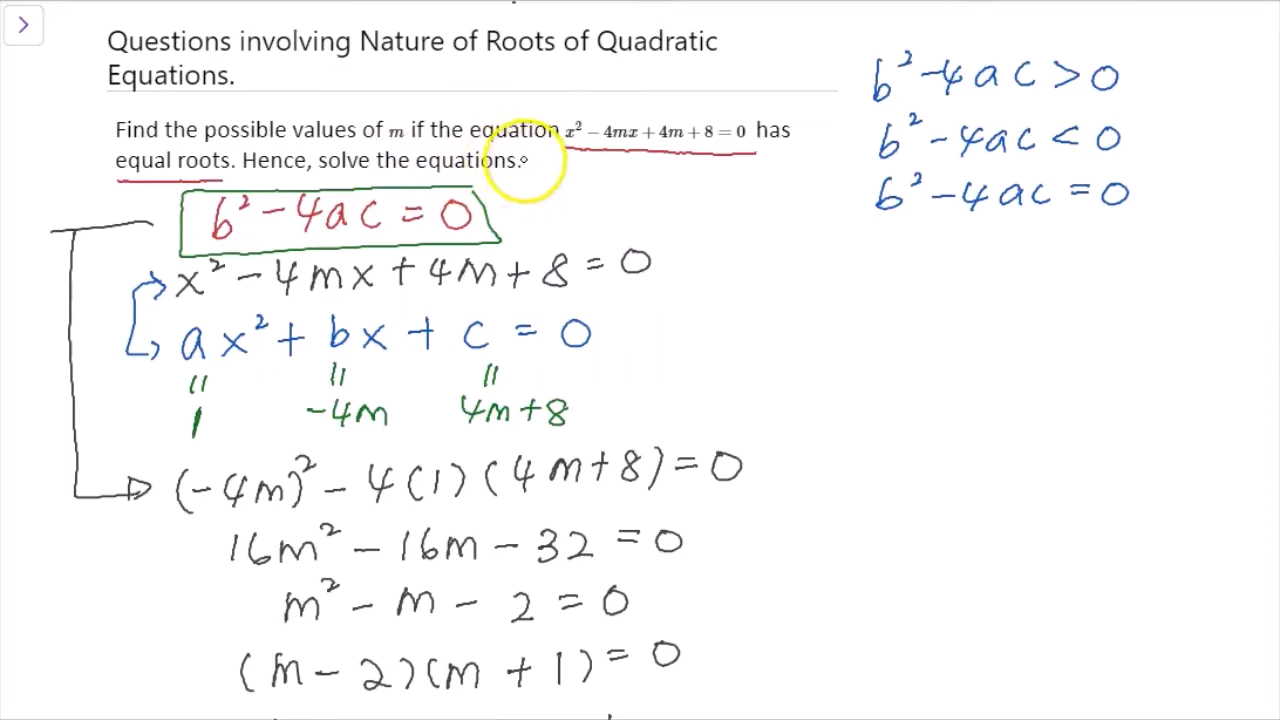 Questions involving Nature of Roots of Quadratic
Equations.
b² - 4ac > 0
b² - 4ac < 0
b² - 4ac = 0
Find the possible values of m if the equation x² − 4mx + 4m + 8 = 0 has
equal roots. Hence, solve the equations.
b² - 4ac = 0
x² - 4mx + 4m + 8 = 0
ax² + bx + c = 0
" " "
1 -4m 4m+8
(-4m)² - 4(1)(4m+8) = 0
16m² - 16m - 32 = 0
m² - m - 2 = 0
(m - 2)(m + 1) = 0